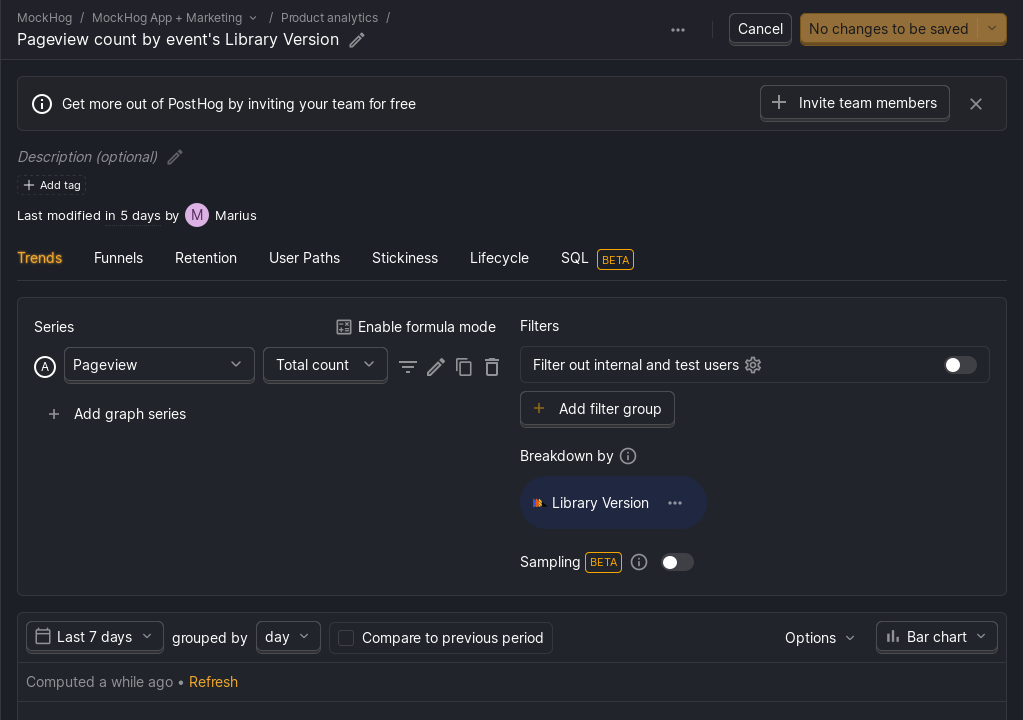 MockHog / MockHog App + Marketing / Product analytics /
Pageview count by event's Library Version
Cancel
No changes to be saved
Get more out of PostHog by inviting your team for free
Invite team members
Description (optional)
Add tag
Last modified in 5 days by M Marius
Trends Funnels Retention User Paths Stickiness Lifecycle SQL BETA
Series
Enable formula mode
A Pageview Total count
Add graph series
Filters
Filter out internal and test users
Add filter group
Breakdown by
Library Version
Sampling BETA
Last 7 days grouped by day Compare to previous period Options Bar chart
Computed a while ago • Refresh